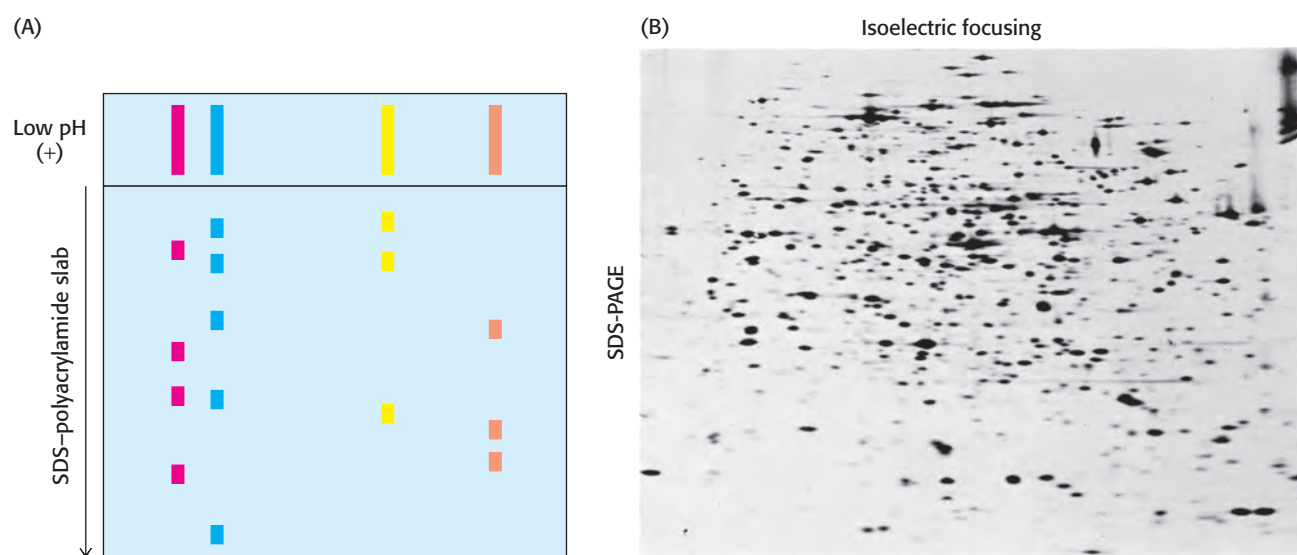 (A)
Low pH
(+)
SDS–polyacrylamide slab
(B)
Isoelectric focusing
SDS-PAGE